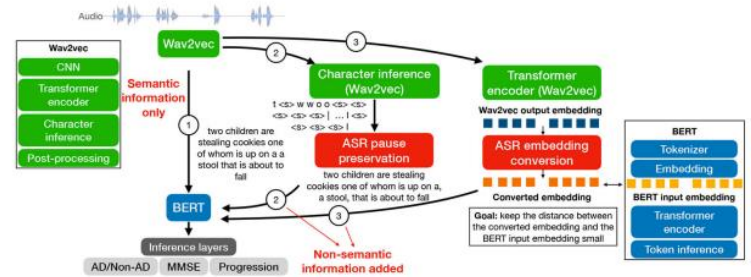 Audio
Wav2vec
CNN
Transformer
encoder
Character
inference
Post-processing
Wav2vec
Semantic
information
only
1
2
3
two children are
stealing cookies one
of whom is up on a a
stool that is about to
fall
Character inference
(Wav2vec)
t <s> w w o o <s> <s>
<s> <s> <s> | ... l <s>
<s> <s> <s> l
ASR pause
preservation
two children are stealing
cookies one of whom is up on a,
a stool, that is about to fall
Transformer
encoder (Wav2vec)
Wav2vec output embedding
ASR embedding
conversion
Converted embedding
Goal: keep the distance between
the converted embedding and the
BERT input embedding small
BERT
Tokenizer
Embedding
BERT input embedding
Transformer
encoder
Token inference
BERT
2
3
Inference layers
AD/Non-AD
MMSE
Progression
Non-semantic
information added